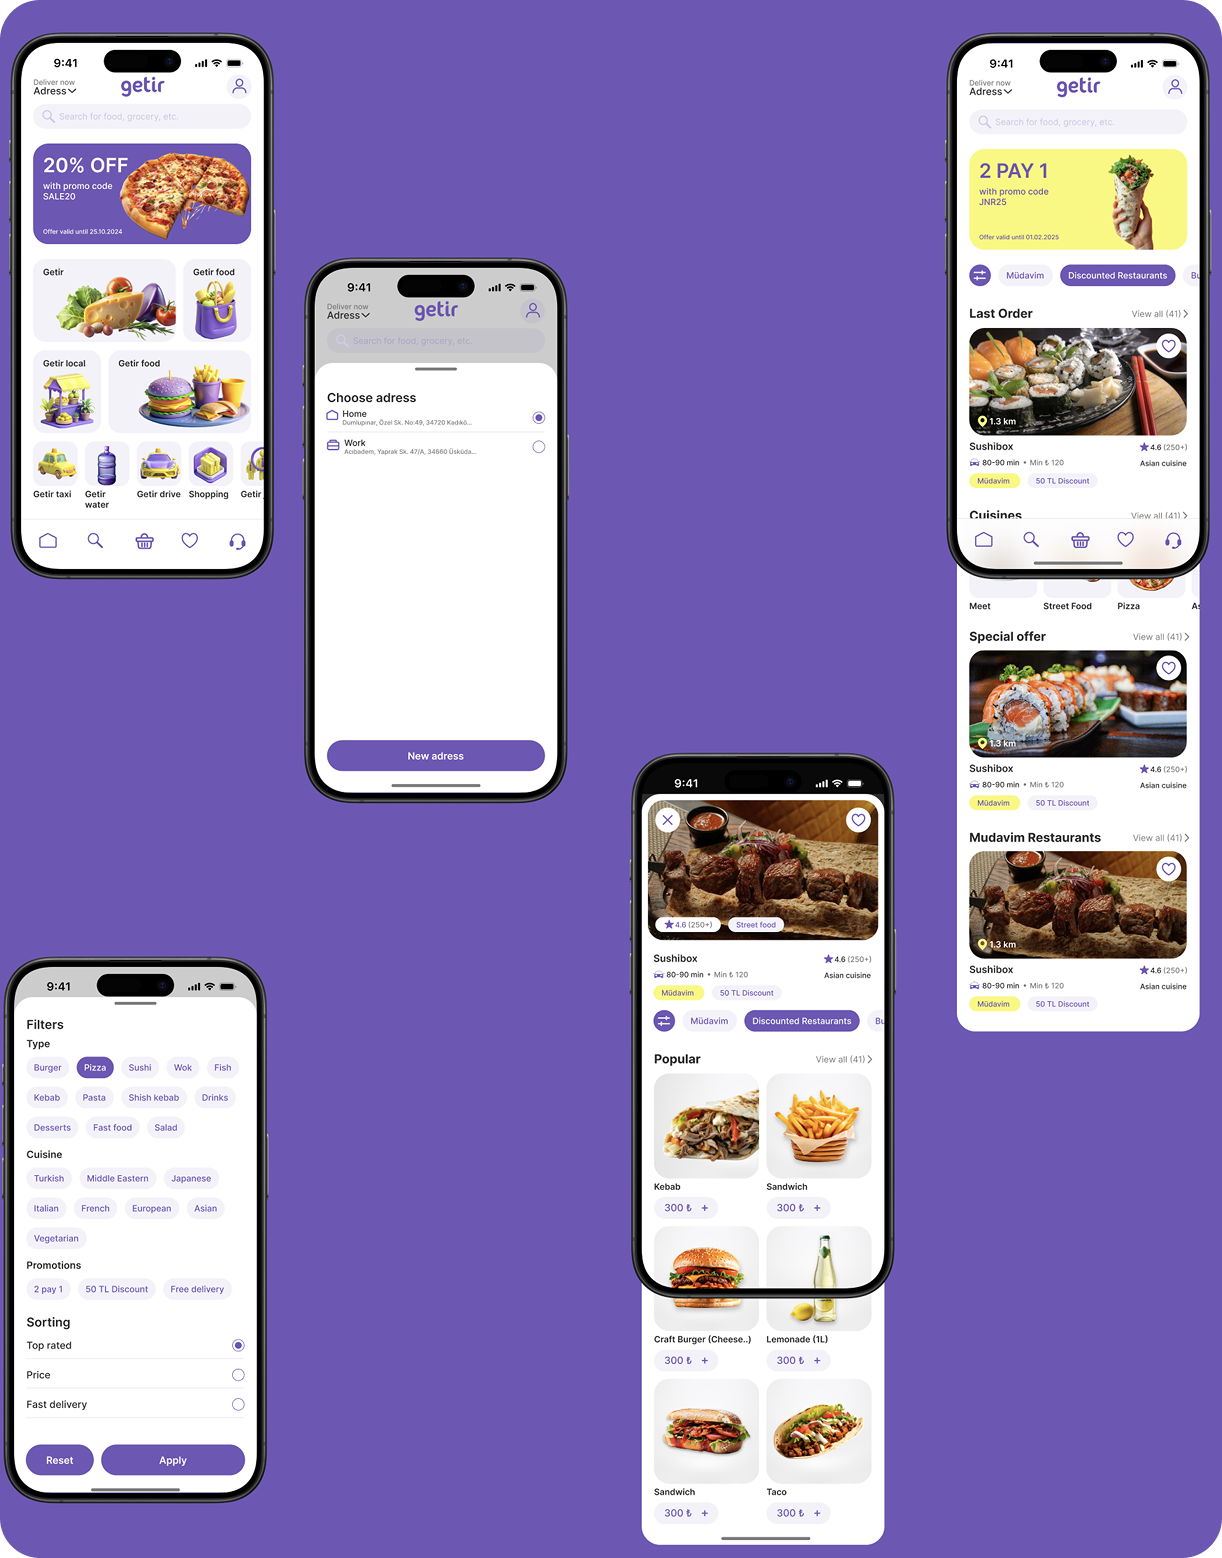 9:41
Deliver now
Adress
getir
Search for food, grocery, etc.
20% OFF
with promo code
SALE20
Offer valid until 25.10.2024
Getir
Getir food
Getir local
Getir food
Getir taxi
Getir
water
Getir drive
Shopping
Getir
9:41
Deliver now
Adress
getir
Search for food, grocery, etc.
Choose adress
Home
Dumlupınar, Özel Sk. No:49, 34720 Kadıkö...
Work
Acıbadem, Yaprak Sk. 47/A, 34660 Üsküda...
New adress
9:41
Filters
Type
Burger Pizza Sushi Wok Fish
Kebab Pasta Shish kebab Drinks
Desserts Fast food Salad
Cuisine
Turkish Middle Eastern Japanese
Italian French European Asian
Vegetarian
Promotions
2 pay 1 50 TL Discount Free delivery
Sorting
Top rated
Price
Fast delivery
Reset Apply
9:41
4.6 (250+) Street food
Sushibox 4.6 (250+)
80-90 min • Min ₺ 120 Asian cuisine
Müdavim 50 TL Discount
Müdavim Discounted Restaurants Bu
Popular View all (41)
Kebab Sandwich
300 ₺ + 300 ₺ +
Craft Burger (Cheese..) Lemonade (1L)
300 ₺ + 300 ₺ +
Sandwich Taco
300 ₺ + 300 ₺ +
9:41
Deliver now
Adress
getir
Search for food, grocery, etc.
2 PAY 1
with promo code
JNR25
Offer valid until 01.02.2025
Müdavim Discounted Restaurants Bu
Last Order View all (41)
1.3 km
Sushibox 4.6 (250+)
80-90 min • Min ₺ 120 Asian cuisine
Müdavim 50 TL Discount
Cuisines View all (41)
Meet Street Food Pizza As
Special offer View all (41)
1.3 km
Sushibox 4.6 (250+)
80-90 min • Min ₺ 120 Asian cuisine
Müdavim 50 TL Discount
Mudavim Restaurants View all (41)
1.3 km
Sushibox 4.6 (250+)
80-90 min • Min ₺ 120 Asian cuisine
Müdavim 50 TL Discount